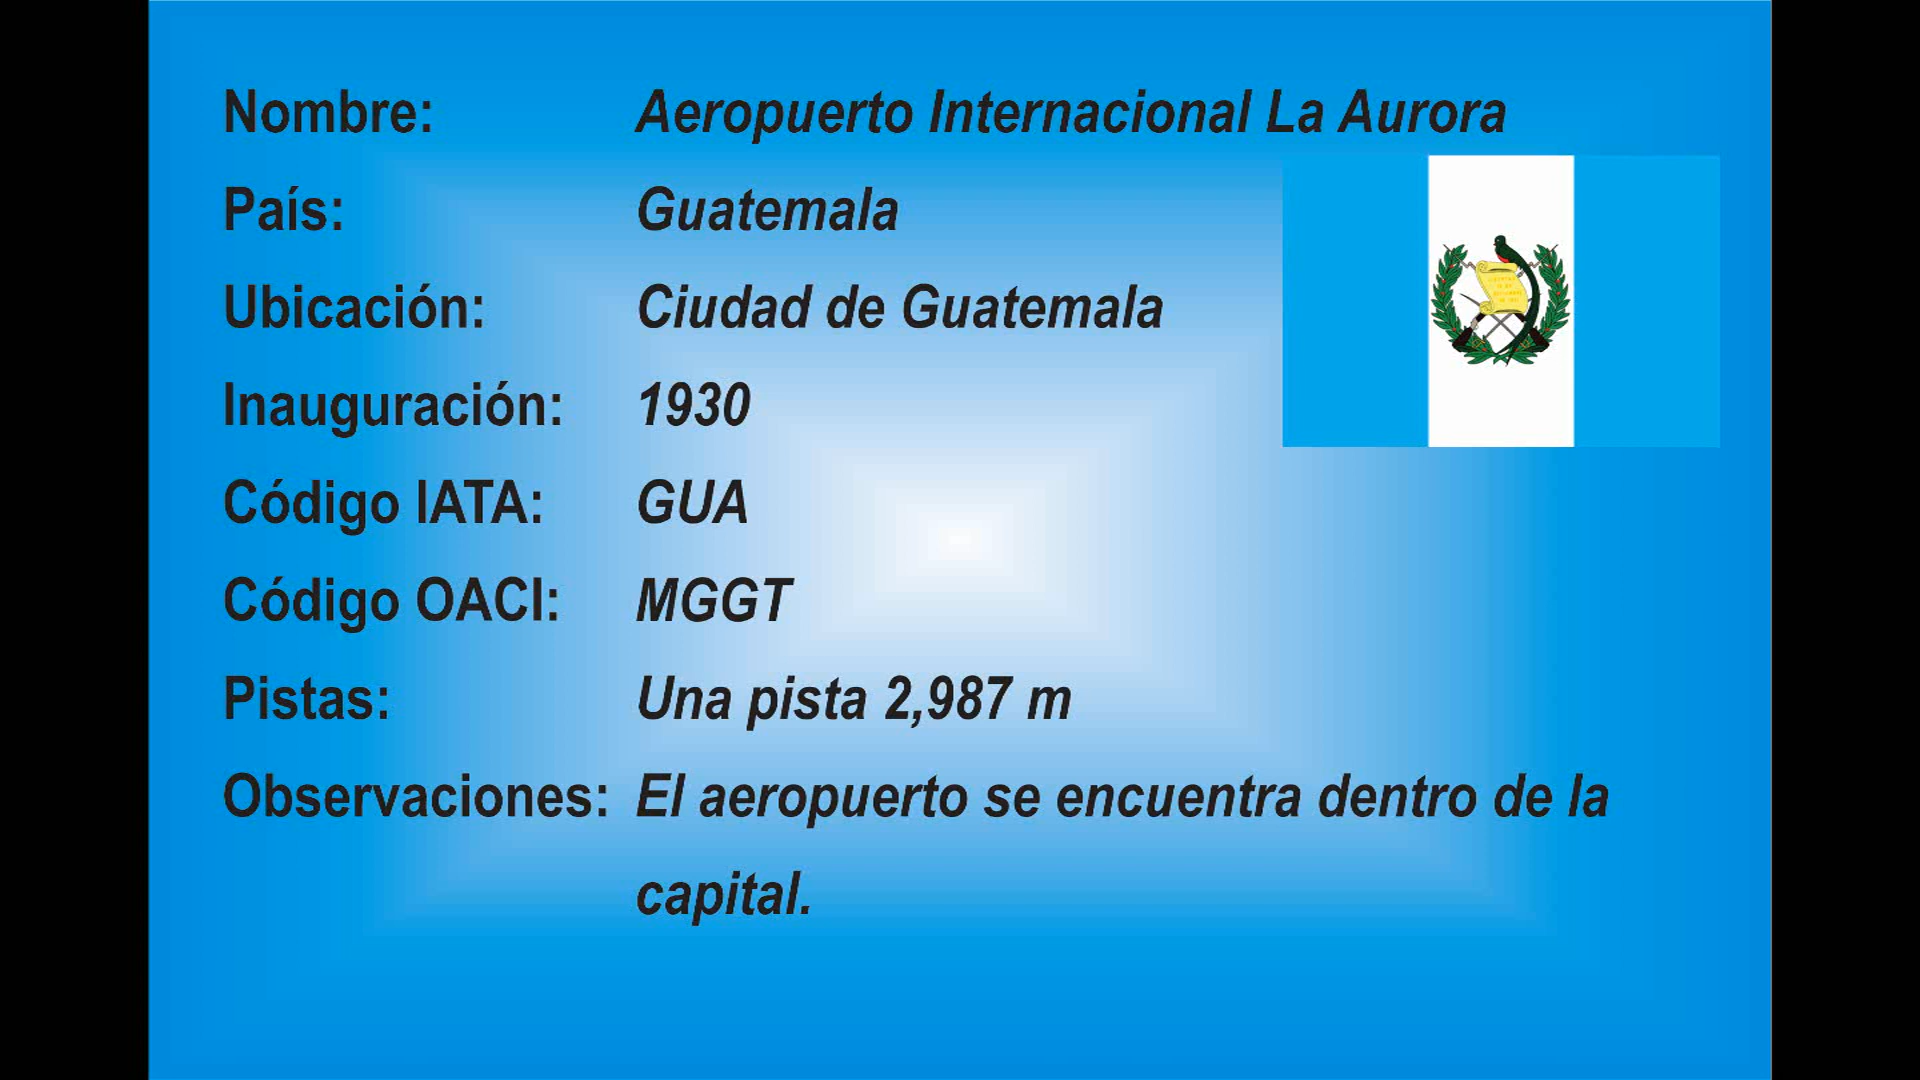 Nombre: Aeropuerto Internacional La Aurora
País: Guatemala
Ubicación: Ciudad de Guatemala
Inauguración: 1930
Código IATA: GUA
Código OACI: MGGT
Pistas: Una pista 2,987 m
Observaciones: El aeropuerto se encuentra dentro de la
capital.